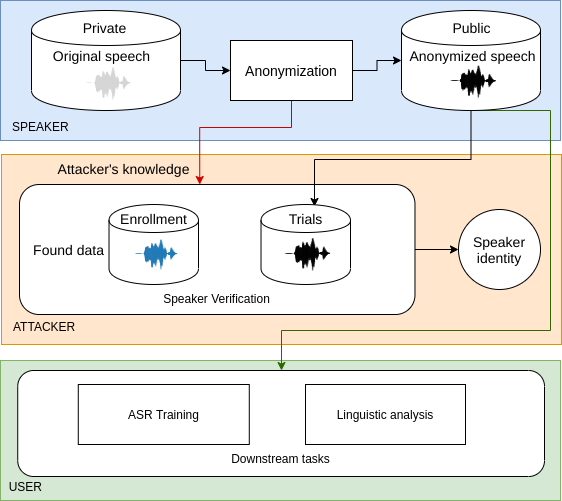 Private
Public
Original speech
Anonymization
Anonymized speech
SPEAKER
Attacker's knowledge
Enrollment
Trials
Found data
Speaker
identity
Speaker Verification
ATTACKER
ASR Training
Linguistic analysis
Downstream tasks
USER